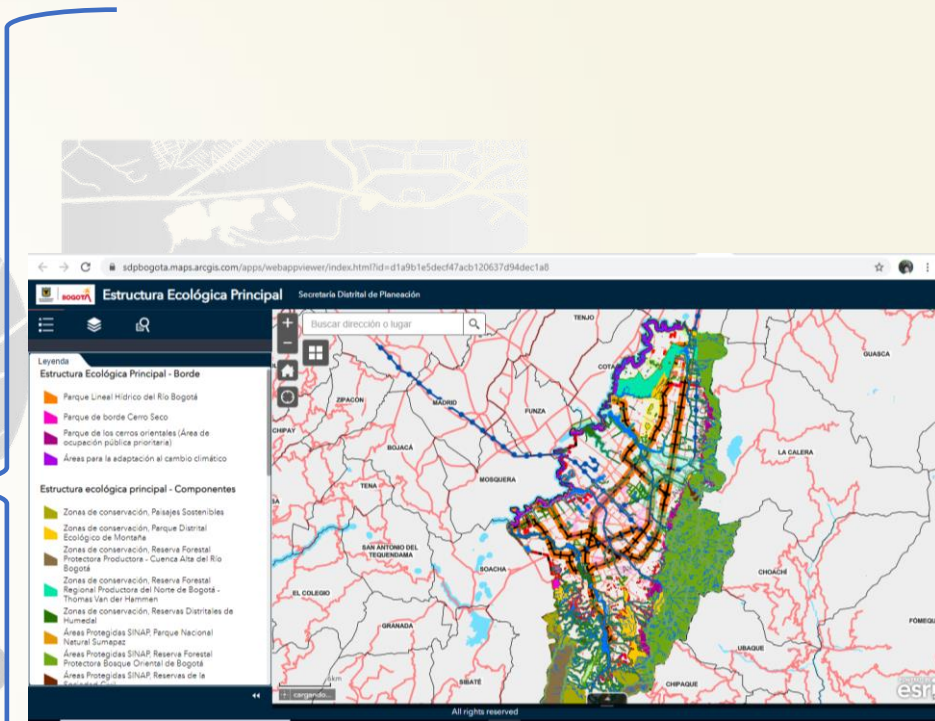 sdpbogota.maps.arcgis.com/apps/webappviewer/index.html?id=d1a9b1e5decf47acb120637d94dec1a8
BOGOTÁ
Estructura Ecológica Principal
Secretaría Distrital de Planeación
Buscar dirección o lugar
Leyenda
Estructura Ecológica Principal - Borde
Parque Lineal Hídrico del Río Bogotá
Parque de borde Cerro Seco
Parque de los cerros orientales (Área de
ocupación pública prioritaria)
Áreas para la adaptación al cambio climático
Estructura ecológica principal - Componentes
Zonas de conservación, Paisajes Sostenibles
Zonas de conservación, Parque Distrital
Ecológico de Montaña
Zonas de conservación, Reserva Forestal
Protectora Productora - Cuenca Alta del Río
Bogotá
Zonas de conservación, Reserva Forestal
Regional Productora del Norte de Bogotá -
Thomas Van der Hammen
Zonas de conservación, Reservas Distritales de
Humedal
Áreas Protegidas SINAP, Parque Nacional
Natural Sumapaz
Áreas Protegidas SINAP, Reserva Forestal
Protectora Bosque Oriental de Bogotá
Áreas Protegidas SINAP, Reservas de la
Sociedad Civil
TENJO
GUASCA
COTA
ZIPACÓN
MADRID
FUNZA
CHIPAY
BOJACÁ
LA CALERA
MOSQUERA
TENA
SAN ANTONIO DEL
TEQUENDAMA
SOACHA
CHOACHÍ
EL COLEGIO
GRANADA
FÓMEQU
UBAQUE
SIBATÉ
CHIPAQUE
cargando...
km
esri
All rights reserved